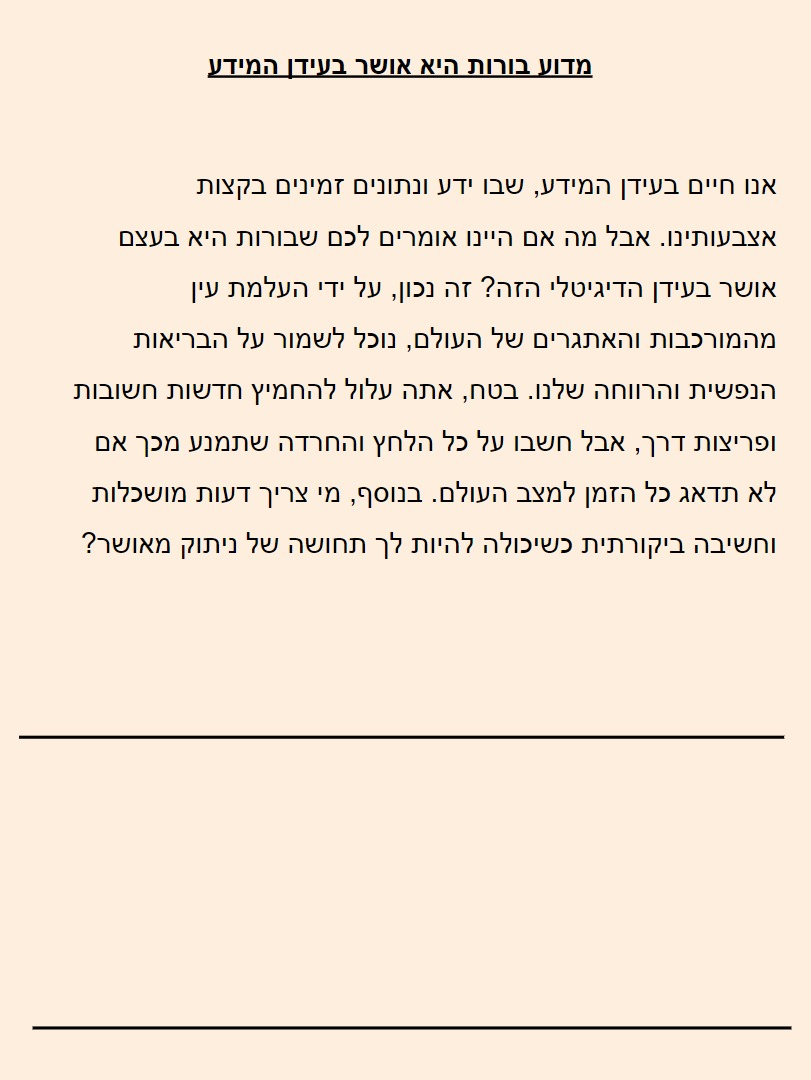 מדוע בורות היא אושר בעידן המידע
אנו חיים בעידן המידע, שבו ידע ונתונים זמינים בקצות
אצבעותינו. אבל מה אם היינו אומרים לכם שבורות היא בעצם
אושר בעידן הדיגיטלי הזה? זה נכון, על ידי העלמת עין
מהמורכבות והאתגרים של העולם, נוכל לשמור על הבריאות
הנפשית והרווחה שלנו. בטח, אתה עלול להחמיץ חדשות חשובות
ופריצות דרך, אבל חשבו על כל הלחץ והחרדה שתמנע מכך אם
לא תדאג כל הזמן למצב העולם. בנוסף, מי צריך דעות מושכלות
וחשיבה ביקורתית כשיכולה להיות לך תחושה של ניתוק מאושר?